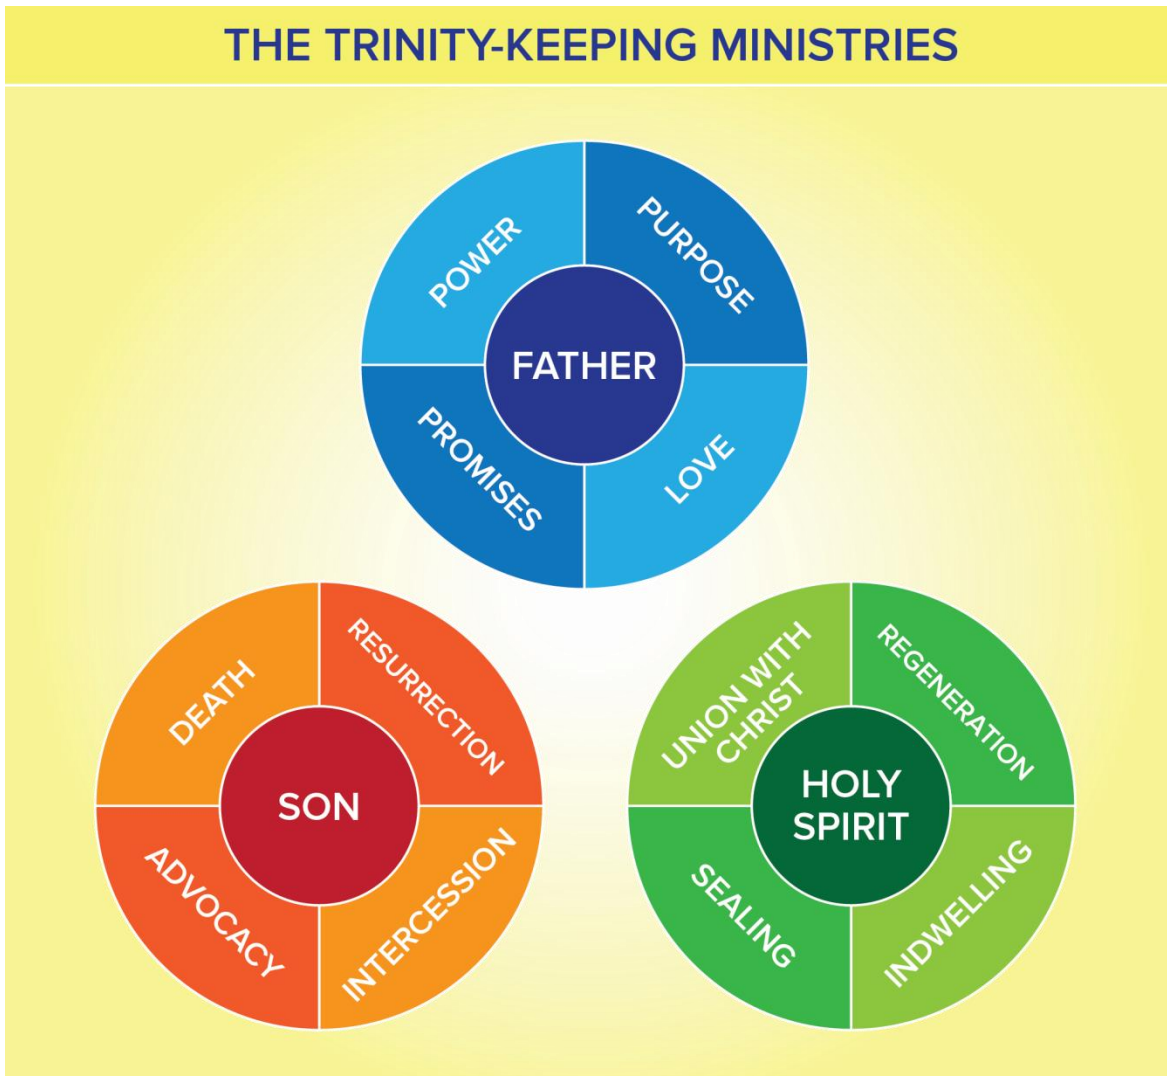 THE TRINITY-KEEPING MINISTRIES
POWER
PURPOSE
FATHER
PROMISES
LOVE
DEATH
RESURRECTION
SON
ADVOCACY
INTERCESSION
UNION WITH
CHRIST
REGENERATION
HOLY
SPIRIT
SEALING
INDWELLING